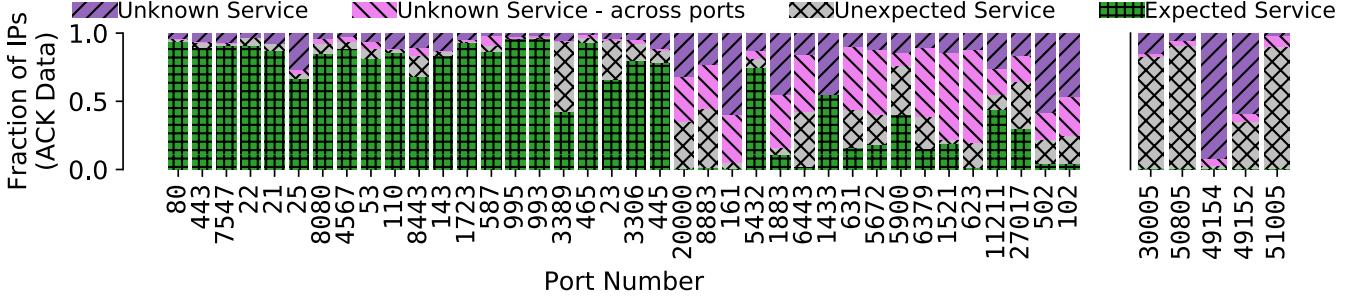 Unknown Service Unknown Service - across ports Unexpected Service Expected Service
Fraction of IPs
(ACK Data)
1.0
0.5
0.0
80 443 7547 22 21 25 8080 4567 53 110 8443 143 1723 587 995 993 3389 465 23 3306 445 20000 8883 161 5432 1883 6443 1433 631 5672 5900 6379 1521 623 11211 27017 502 102 30005 50805 49154 49152 51005
Port Number